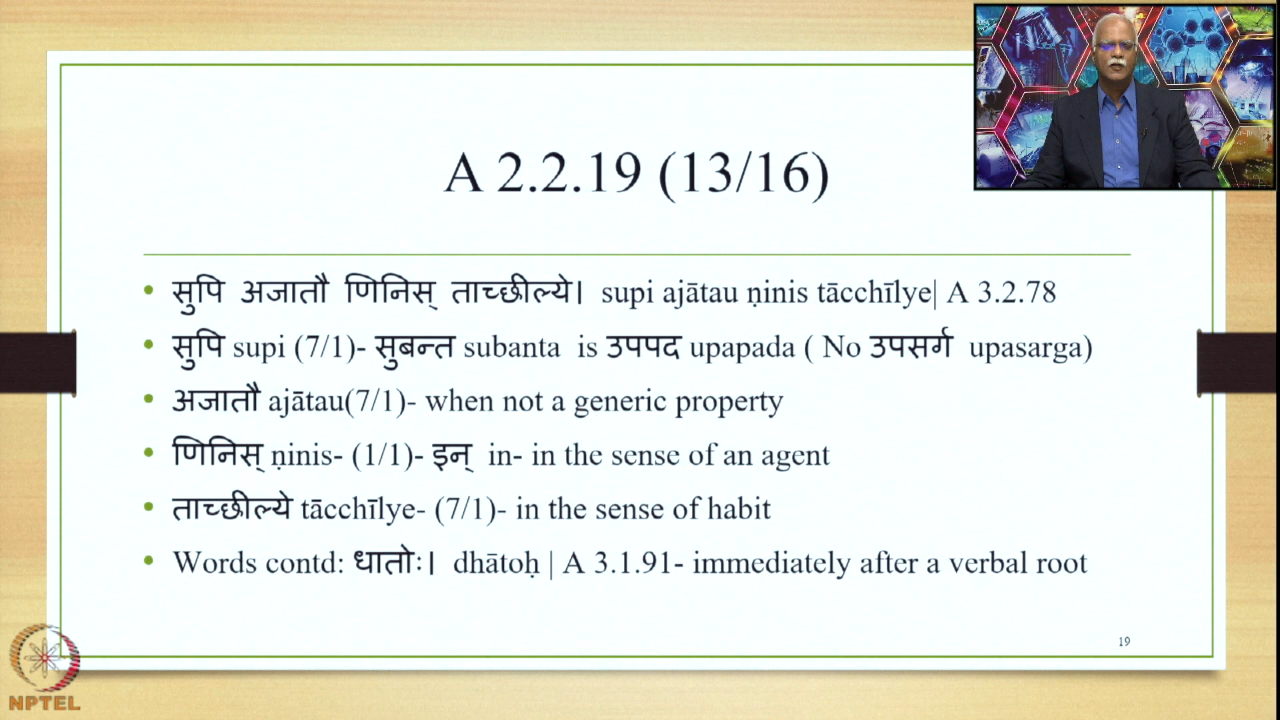 A 2.2.19 (13/16)
• सुपि अजातौ णिनिस् ताच्छील्ये। supi ajātau ṇinis tācchīlye| A 3.2.78
• सुपि supi (7/1)- सुबन्त subanta is उपपद upapada ( No उपसर्ग upasarga)
• अजातौ ajātau(7/1)- when not a generic property
• णिनिस् ṇinis- (1/1)- इन् in- in the sense of an agent
• ताच्छील्ये tācchīlye- (7/1)- in the sense of habit
• Words contd: धातोः। dhātoḥ | A 3.1.91- immediately after a verbal root
19
NPTEL